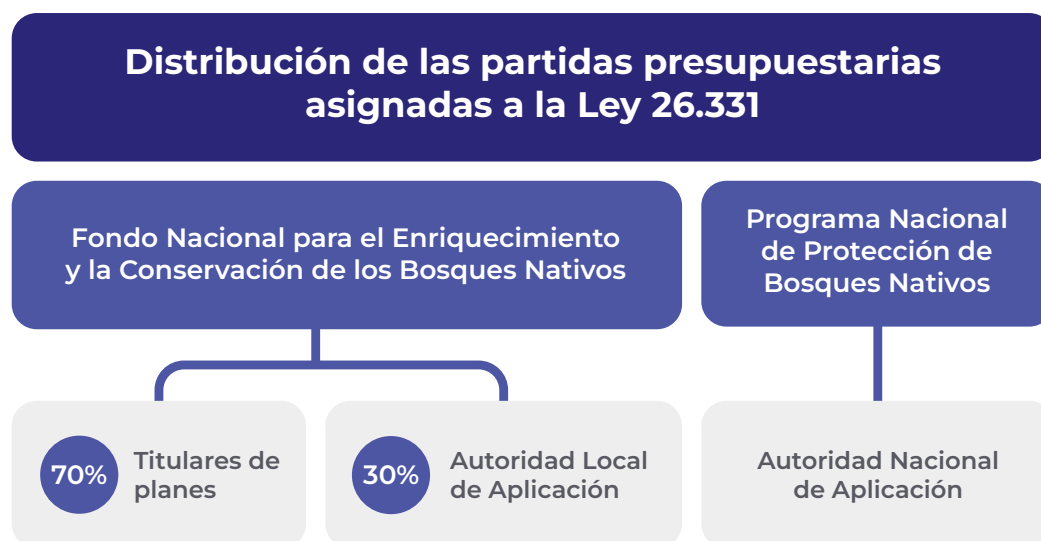 Distribución de las partidas presupuestarias
asignadas a la Ley 26.331
Fondo Nacional para el Enriquecimiento
y la Conservación de los Bosques Nativos
Programa Nacional
de Protección de
Bosques Nativos
70%
Titulares de
planes
30%
Autoridad Local
de Aplicación
Autoridad Nacional
de Aplicación